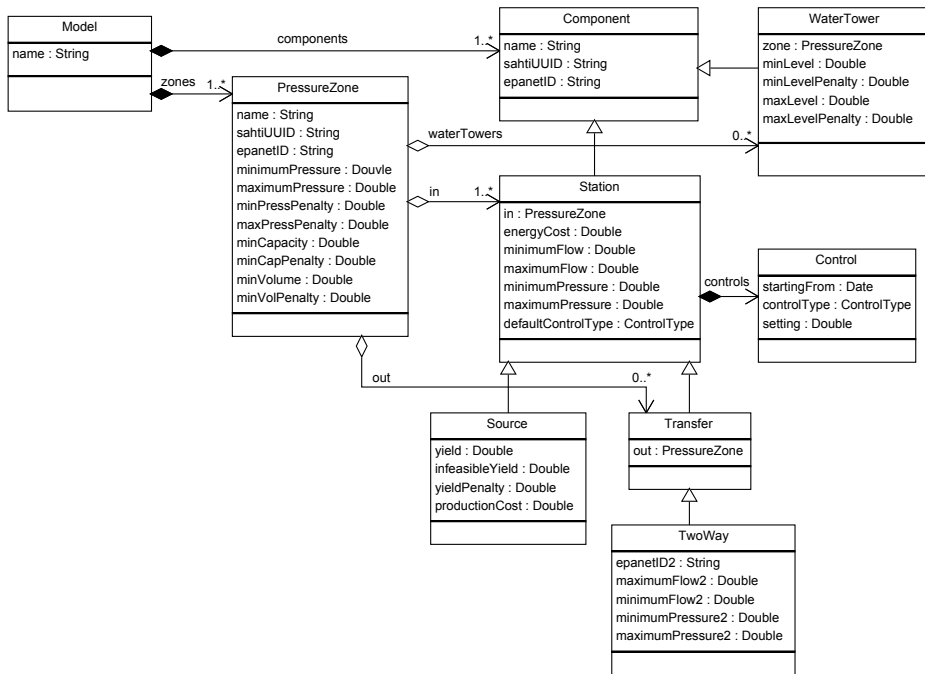 Model
name : String
components
1..*
zones
1..*
Component
name : String
sahtiUUID : String
epanetID : String
WaterTower
zone : PressureZone
minLevel : Double
minLevelPenalty : Double
maxLevel : Double
maxLevelPenalty : Double
PressureZone
name : String
sahtiUUID : String
epanetID : String
minimumPressure : Douvle
maximumPressure : Double
minPressPenalty : Double
maxPressPenalty : Double
minCapacity : Double
minCapPenalty : Double
minVolume : Double
minVolPenalty : Double
waterTowers
0..*
in
1..*
Station
in : PressureZone
energyCost : Double
minimumFlow : Double
maximumFlow : Double
minimumPressure : Double
maximumPressure : Double
defaultControlType : ControlType
controls
Control
startingFrom : Date
controlType : ControlType
setting : Double
out
0..*
Source
yield : Double
infeasibleYield : Double
yieldPenalty : Double
productionCost : Double
Transfer
out : PressureZone
TwoWay
epanetID2 : String
maximumFlow2 : Double
minimumFlow2 : Double
minimumPressure2 : Double
maximumPressure2 : Double